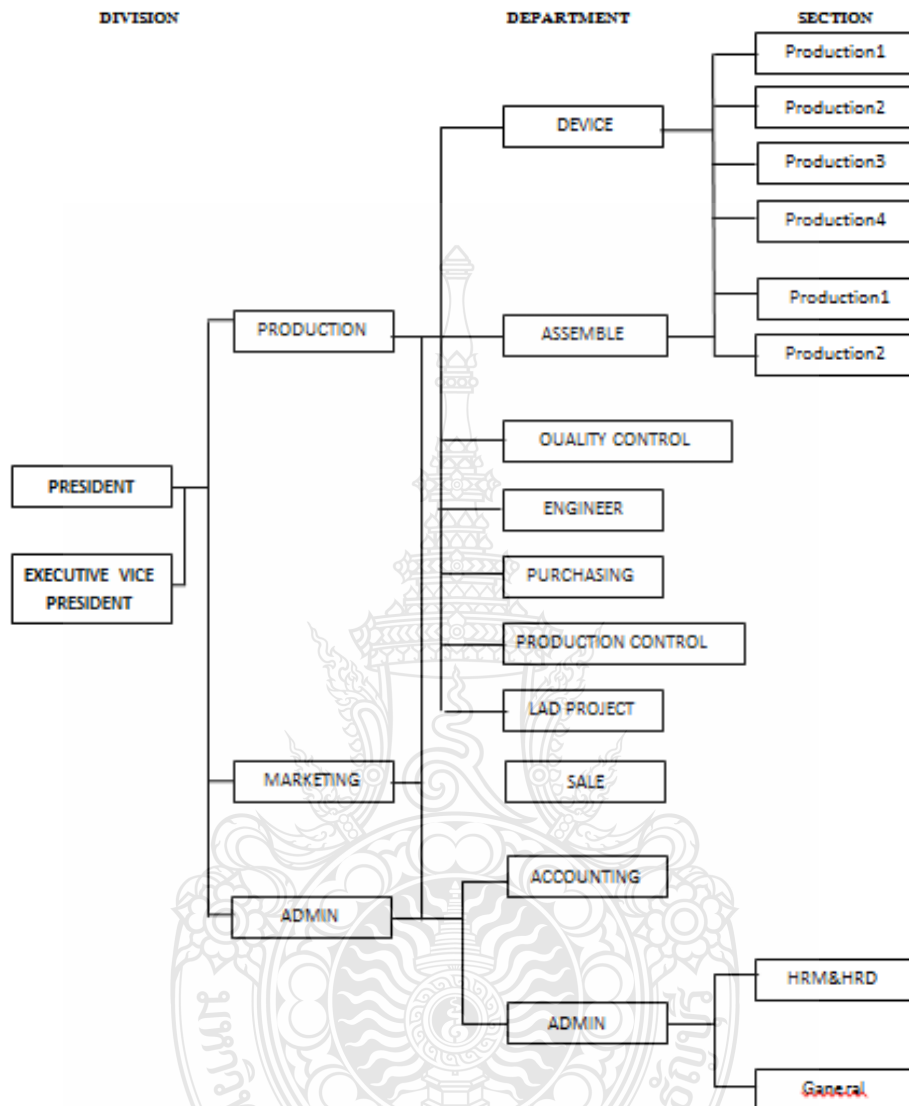 DIVISION
DEPARTMENT
SECTION
Production1
DEVICE
Production2
Production3
Production4
Production1
PRODUCTION
ASSEMBLE
Production2
OUALITY CONTROL
PRESIDENT
ENGINEER
EXECUTIVE VICE
PRESIDENT
PURCHASING
PRODUCTION CONTROL
LAD PROJECT
MARKETING
SALE
ACCOUNTING
ADMIN
HRM&HRD
ADMIN
Ganeral